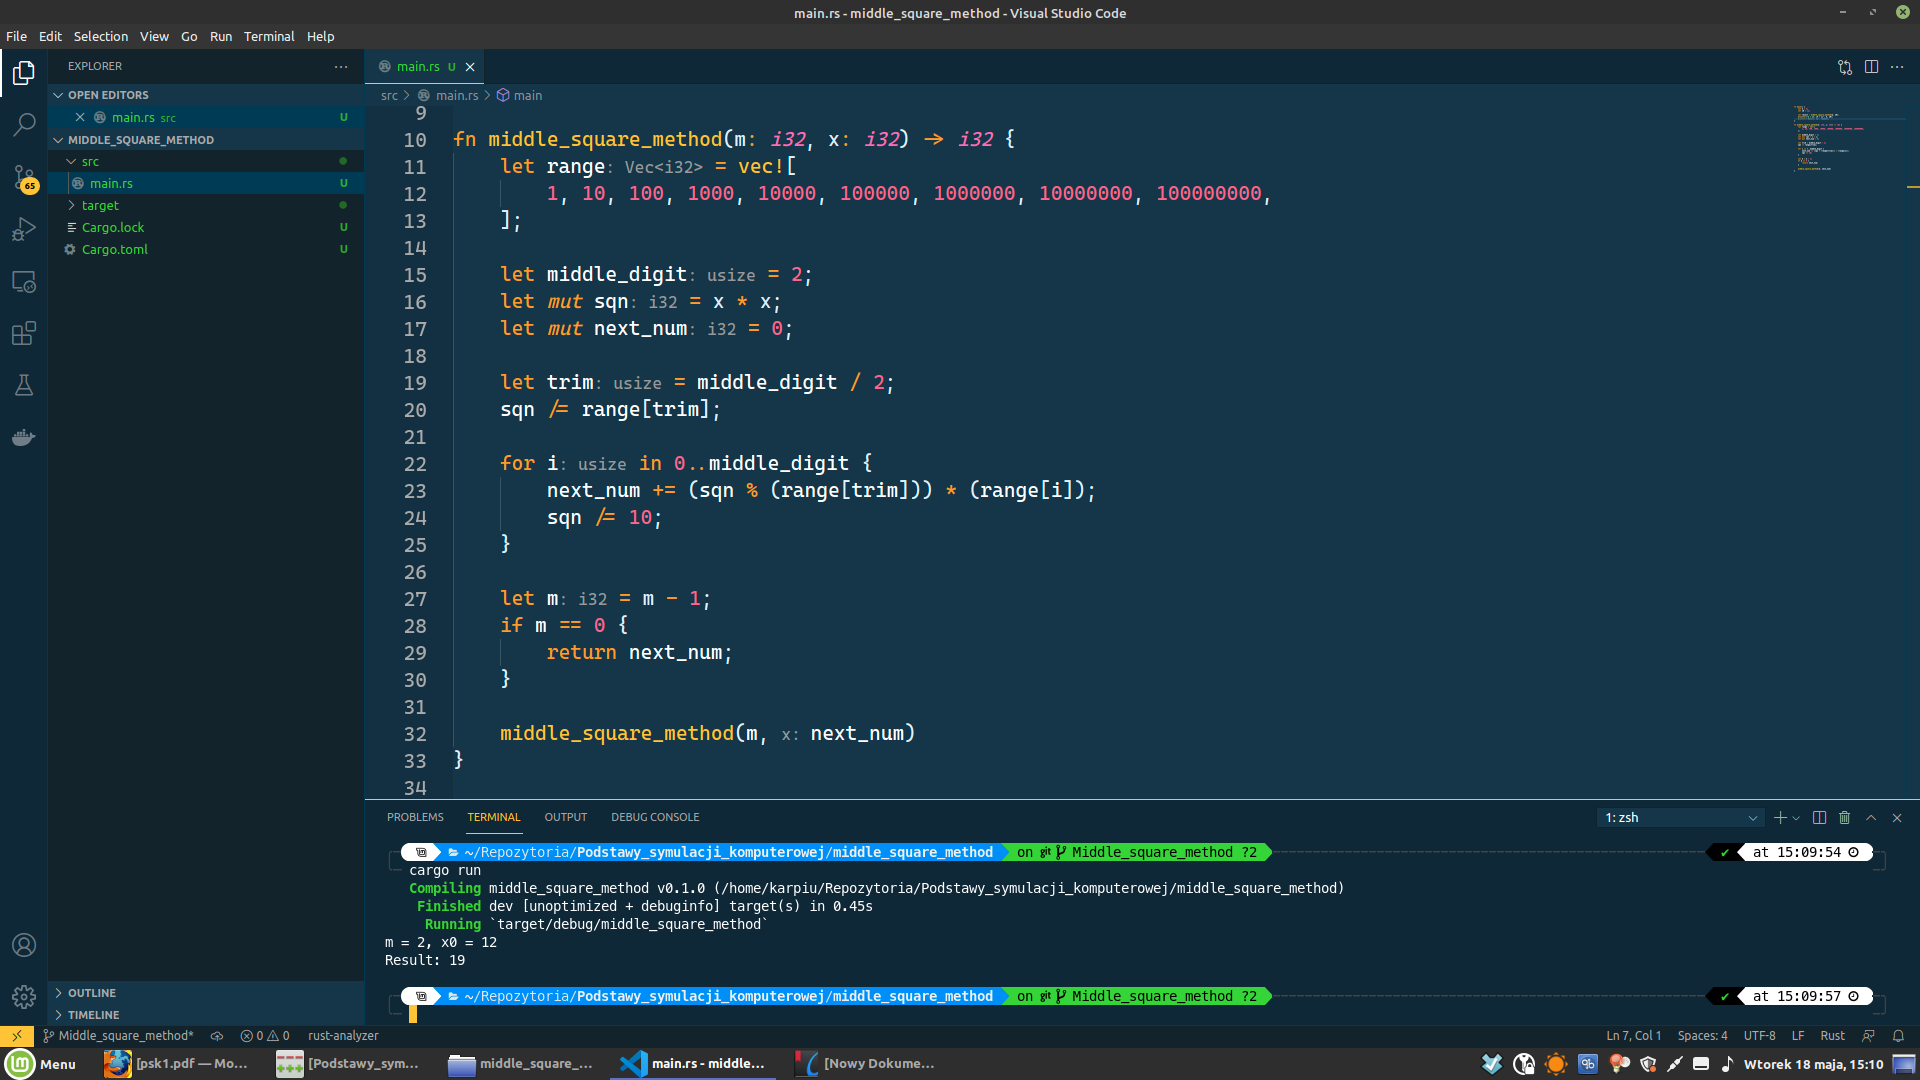 main.rs - middle_square_method - Visual Studio Code
File Edit Selection View Go Run Terminal Help
EXPLORER
OPEN EDITORS
main.rs src U
MIDDLE_SQUARE_METHOD
src
main.rs U
target
Cargo.lock U
Cargo.toml U
65
OUTLINE
TIMELINE
main.rs U
src > main.rs > main
9
10 fn middle_square_method(m: i32, x: i32) -> i32 {
11 let range: Vec<i32> = vec![
12 1, 10, 100, 1000, 10000, 100000, 1000000, 10000000, 100000000,
13 ];
14
15 let middle_digit: usize = 2;
16 let mut sqn: i32 = x * x;
17 let mut next_num: i32 = 0;
18
19 let trim: usize = middle_digit / 2;
20 sqn /= range[trim];
21
22 for i: usize in 0..middle_digit {
23 next_num += (sqn % (range[trim])) * (range[i]);
24 sqn /= 10;
25 }
26
27 let m: i32 = m - 1;
28 if m == 0 {
29 return next_num;
30 }
31
32 middle_square_method(m, x: next_num)
33 }
34
PROBLEMS TERMINAL OUTPUT DEBUG CONSOLE 1: zsh
~/Repozytoria/Podstawy_symulacji_komputerowej/middle_square_method on git Middle_square_method ?2 ✔ at 15:09:54
cargo run
Compiling middle_square_method v0.1.0 (/home/karpiu/Repozytoria/Podstawy_symulacji_komputerowej/middle_square_method)
Finished dev [unoptimized + debuginfo] target(s) in 0.45s
Running `target/debug/middle_square_method`
m = 2, x0 = 12
Result: 19
~/Repozytoria/Podstawy_symulacji_komputerowej/middle_square_method on git Middle_square_method ?2 ✔ at 15:09:57
Middle_square_method* 0 0 rust-analyzer Ln 7, Col 1 Spaces: 4 UTF-8 LF Rust
Menu [psk1.pdf — Mo... [Podstawy_sym... middle_square_... main.rs - middle... [Nowy Dokume... qb Wtorek 18 maja, 15:10